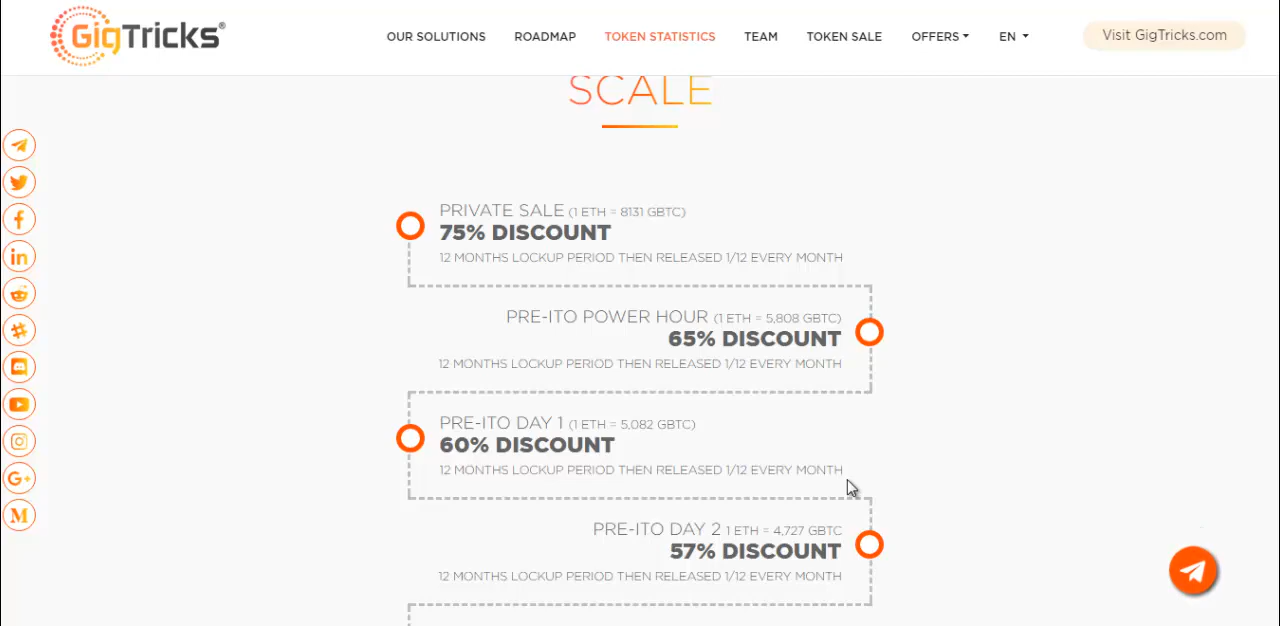 GigTricks®
OUR SOLUTIONS ROADMAP TOKEN STATISTICS TEAM TOKEN SALE OFFERS EN Visit GigTricks.com
SCALE
PRIVATE SALE (1 ETH = 8131 GBTC)
75% DISCOUNT
12 MONTHS LOCKUP PERIOD THEN RELEASED 1/12 EVERY MONTH
PRE-ITO POWER HOUR (1 ETH = 5,808 GBTC)
65% DISCOUNT
12 MONTHS LOCKUP PERIOD THEN RELEASED 1/12 EVERY MONTH
PRE-ITO DAY 1 (1 ETH = 5,082 GBTC)
60% DISCOUNT
12 MONTHS LOCKUP PERIOD THEN RELEASED 1/12 EVERY MONTH
PRE-ITO DAY 2 1 ETH = 4,727 GBTC
57% DISCOUNT
12 MONTHS LOCKUP PERIOD THEN RELEASED 1/12 EVERY MONTH